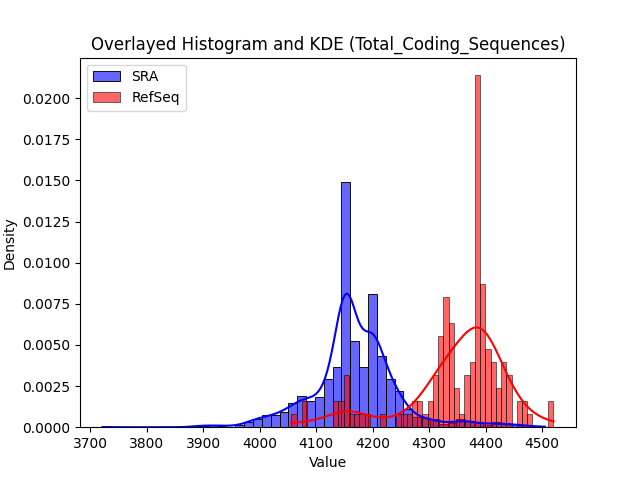 Overlayed Histogram and KDE (Total_Coding_Sequences)
SRA
RefSeq
0.0200
0.0175
0.0150
0.0125
0.0100
0.0075
0.0050
0.0025
0.0000
Density
3700 3800 3900 4000 4100 4200 4300 4400 4500
Value